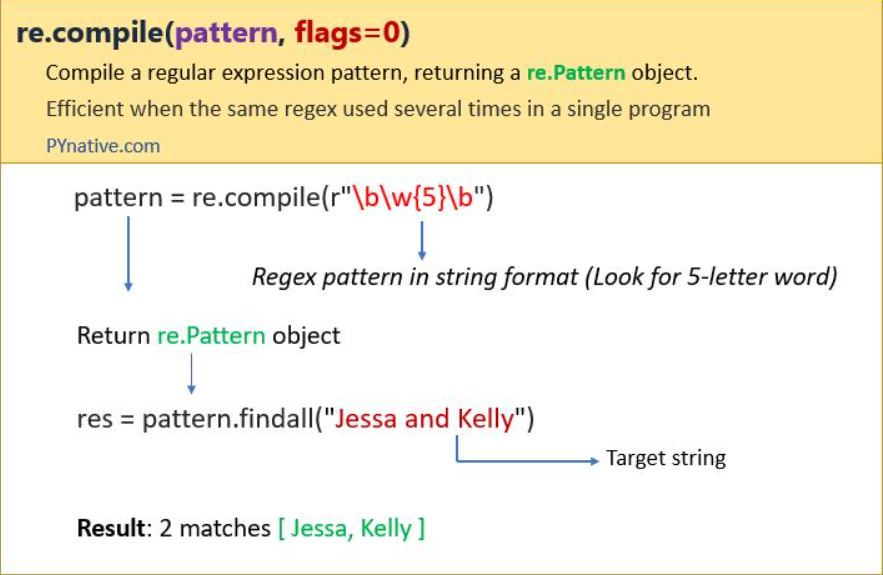 re.compile(pattern, flags=0)
Compile a regular expression pattern, returning a re.Pattern object.
Efficient when the same regex used several times in a single program
PYnative.com
pattern = re.compile(r"\b\w{5}\b")
Regex pattern in string format (Look for 5-letter word)
Return re.Pattern object
res = pattern.findall("Jessa and Kelly")
Target string
Result: 2 matches [ Jessa, Kelly ]